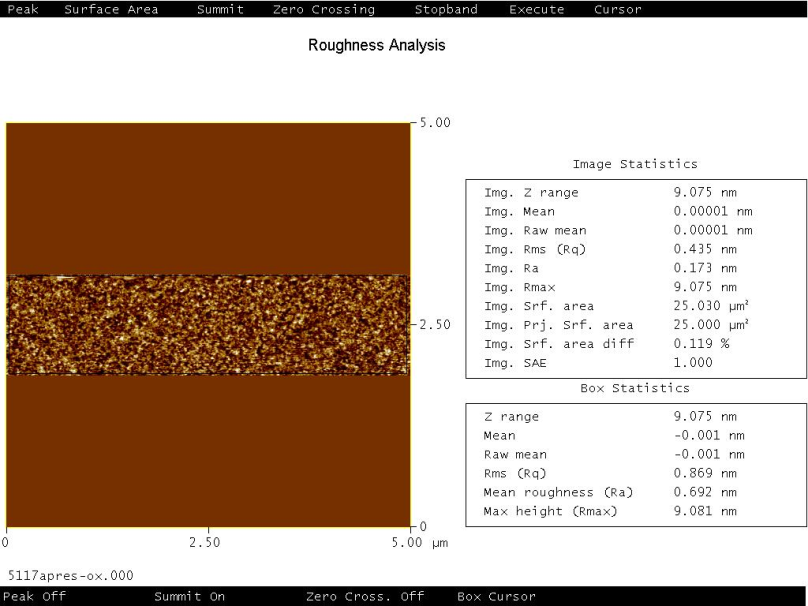 Peak Surface Area Summit Zero Crossing Stopband Execute Cursor
Roughness Analysis
5.00
2.50
0
0 2.50 5.00 µm
Image Statistics
Img. Z range 9.075 nm
Img. Mean 0.00001 nm
Img. Raw mean 0.00001 nm
Img. Rms (Rq) 0.435 nm
Img. Ra 0.173 nm
Img. Rmax 9.075 nm
Img. Srf. area 25.030 µm²
Img. Prj. Srf. area 25.000 µm²
Img. Srf. area diff 0.119 %
Img. SAE 1.000
Box Statistics
Z range 9.075 nm
Mean -0.001 nm
Raw mean -0.001 nm
Rms (Rq) 0.869 nm
Mean roughness (Ra) 0.692 nm
Max height (Rmax) 9.081 nm
5117apres-ox.000
Peak Off Summit On Zero Cross. Off Box Cursor